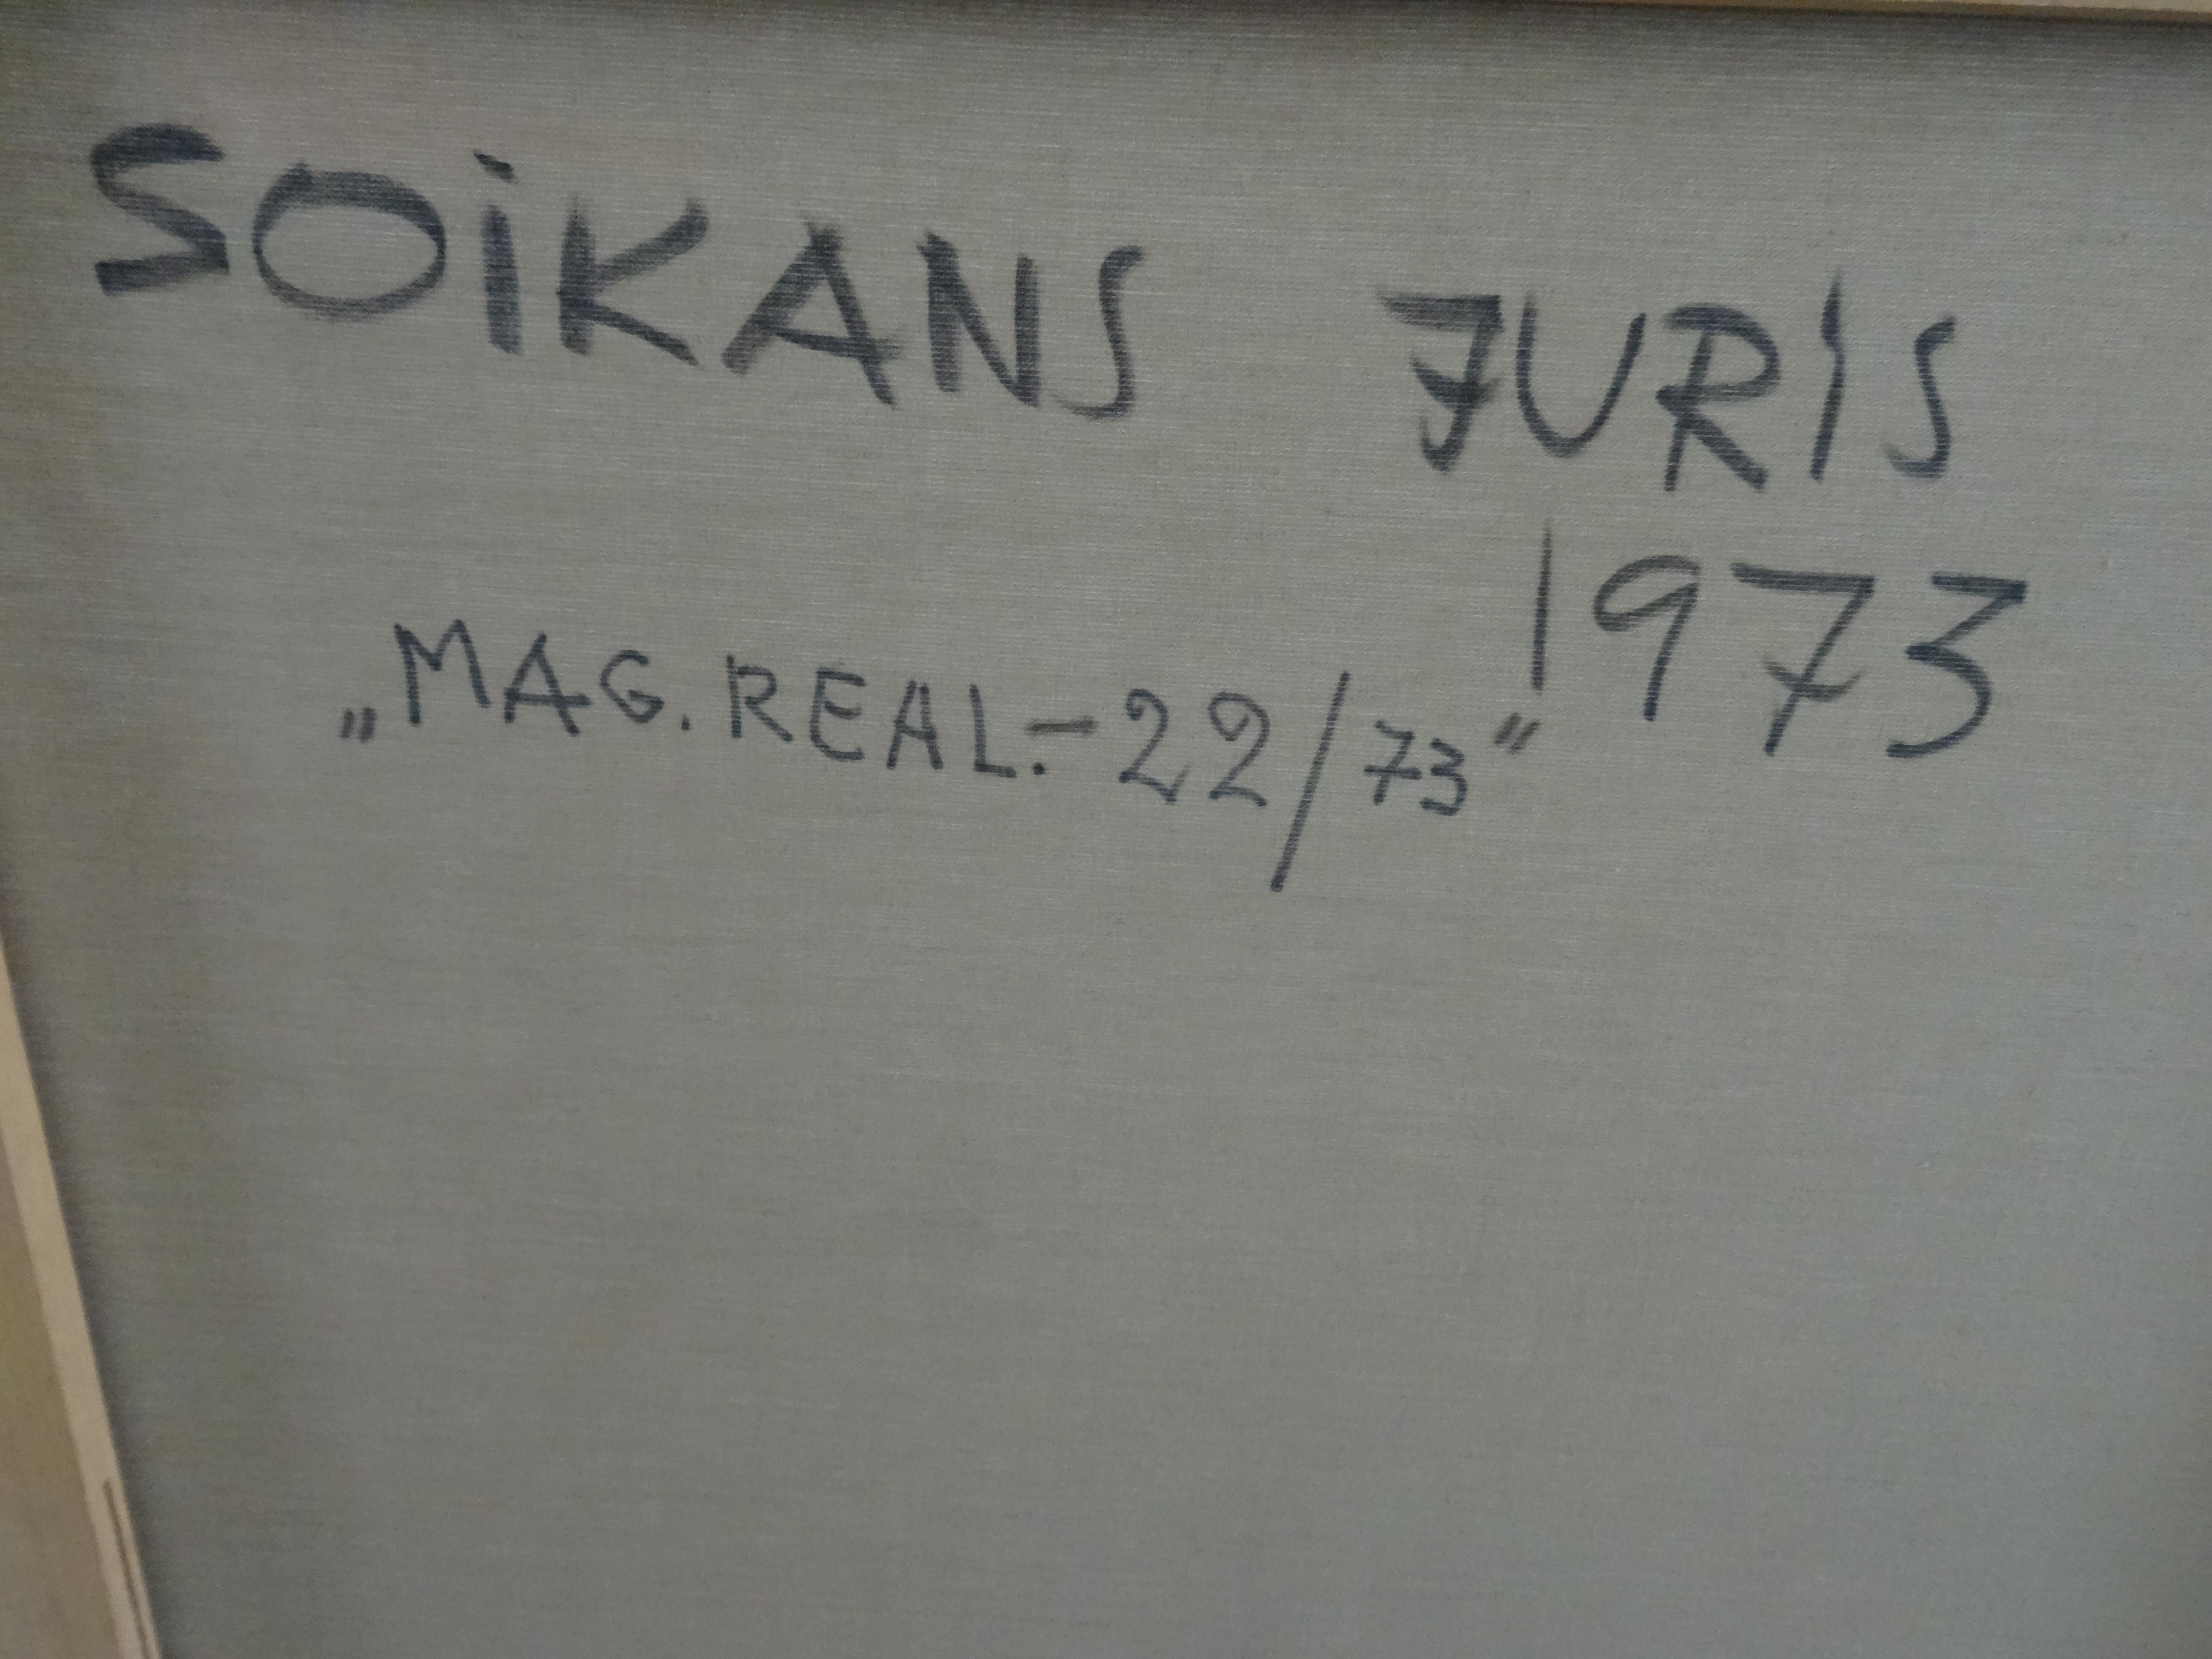 SOiKANS JURIS
1973
„MAG. REAL.-22/73"